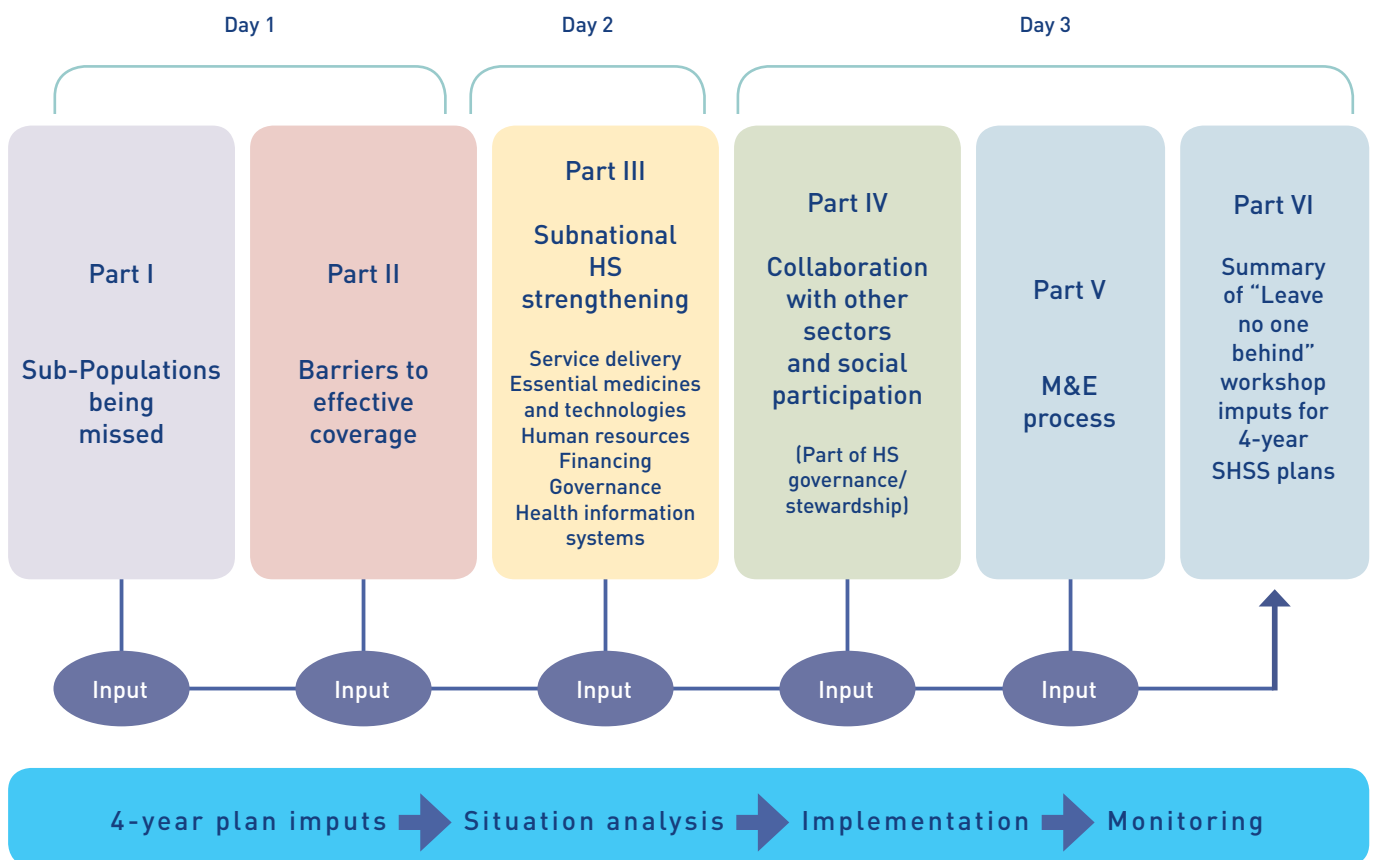 Day 1
Day 2
Day 3
Part I
Sub-Populations
being
missed
Part II
Barriers to
effective
coverage
Part III
Subnational
HS
strengthening
Service delivery
Essential medicines
and technologies
Human resources
Financing
Governance
Health information
systems
Part IV
Collaboration
with other
sectors
and social
participation
(Part of HS
governance/
stewardship)
Part V
M&E
process
Part VI
Summary
of “Leave
no one
behind”
workshop
imputs for
4-year
SHSS plans
Input
Input
Input
Input
Input
4-year plan imputs
Situation analysis
Implementation
Monitoring